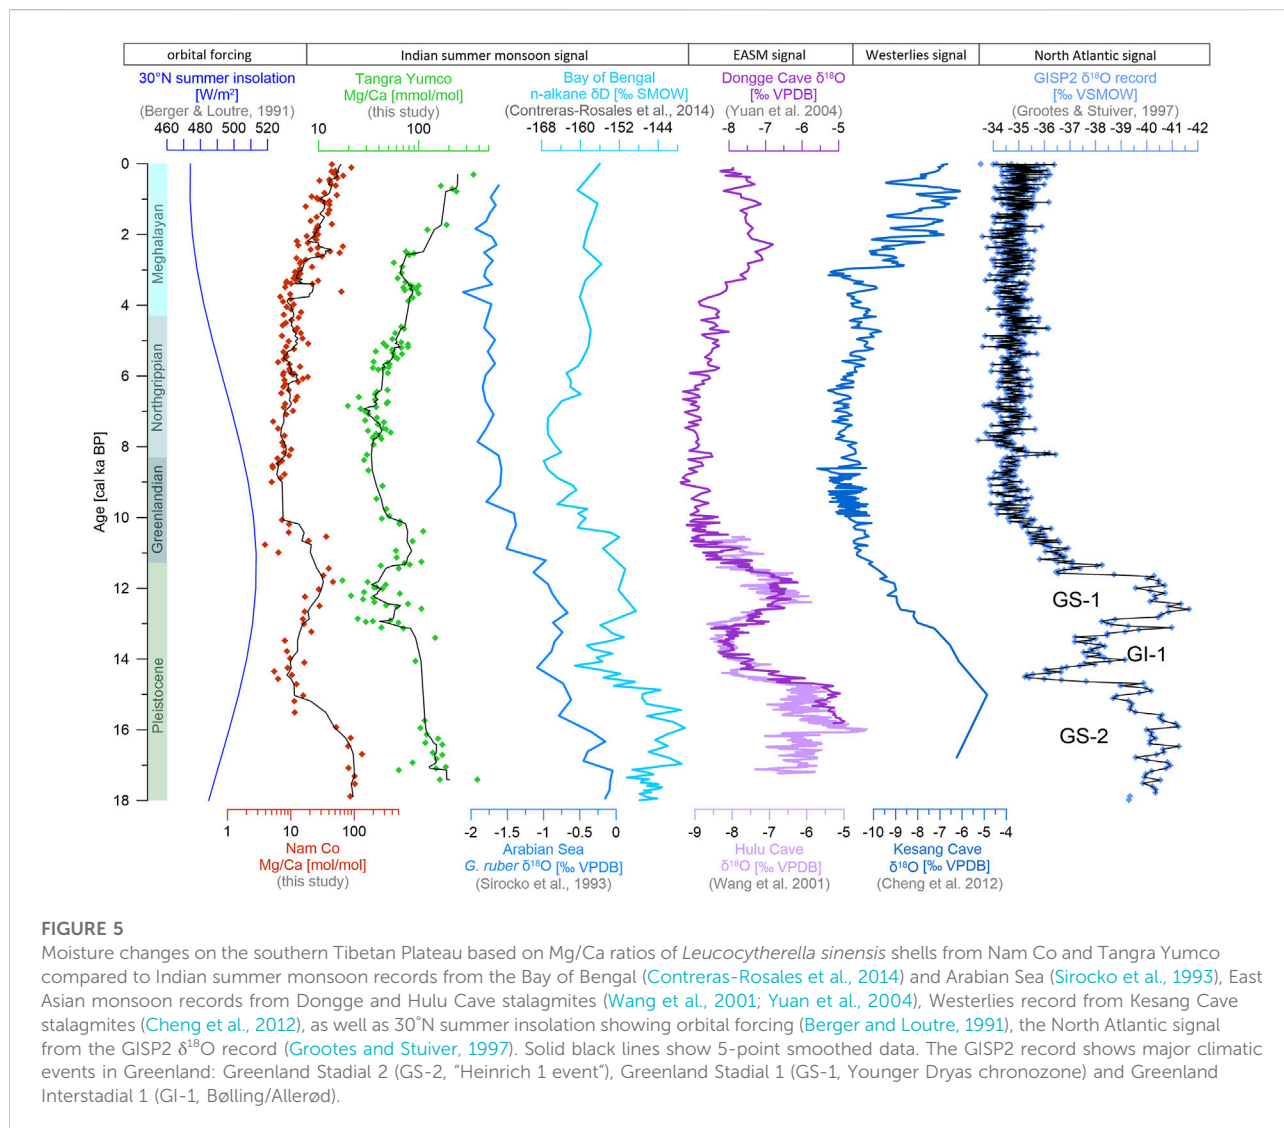 orbital forcing
Indian summer monsoon signal
EASM signal
Westerlies signal
North Atlantic signal
30°N summer insolation
[W/m²]
(Berger & Loutre, 1991)
460 480 500 520
Tangra Yumco
Mg/Ca [mmol/mol]
(this study)
10 100
Bay of Bengal
n-alkane δD [‰ SMOW]
(Contreras-Rosales et al., 2014)
-168 -160 -152 -144
Dongge Cave δ¹⁸O
[‰ VPDB]
(Yuan et al. 2004)
-8 -7 -6 -5
GISP2 δ¹⁸O record
[‰ VSMOW]
(Grootes & Stuiver, 1997)
-34 -35 -36 -37 -38 -39 -40 -41 -42
Age [cal ka BP]
0
2
4
6
8
10
12
14
16
18
Meghalayan
Northgrippian
Greenlandian
Pleistocene
GS-1
GI-1
GS-2
1 10 100
Nam Co
Mg/Ca [mol/mol]
(this study)
-2 -1.5 -1 -0.5 0
Arabian Sea
G. ruber δ¹⁸O [‰ VPDB]
(Sirocko et al., 1993)
-9 -8 -7 -6 -5
Hulu Cave
δ¹⁸O [‰ VPDB]
(Wang et al. 2001)
-10 -9 -8 -7 -6 -5 -4
Kesang Cave
δ¹⁸O [‰ VPDB]
(Cheng et al. 2012)
FIGURE 5
Moisture changes on the southern Tibetan Plateau based on Mg/Ca ratios of Leucocytherella sinensis shells from Nam Co and Tangra Yumco
compared to Indian summer monsoon records from the Bay of Bengal (Contreras-Rosales et al., 2014) and Arabian Sea (Sirocko et al., 1993), East
Asian monsoon records from Dongge and Hulu Cave stalagmites (Wang et al., 2001; Yuan et al., 2004), Westerlies record from Kesang Cave
stalagmites (Cheng et al., 2012), as well as 30°N summer insolation showing orbital forcing (Berger and Loutre, 1991), the North Atlantic signal
from the GISP2 δ¹⁸O record (Grootes and Stuiver, 1997). Solid black lines show 5-point smoothed data. The GISP2 record shows major climatic
events in Greenland: Greenland Stadial 2 (GS-2, “Heinrich 1 event”), Greenland Stadial 1 (GS-1, Younger Dryas chronozone) and Greenland
Interstadial 1 (GI-1, Bølling/Allerød).